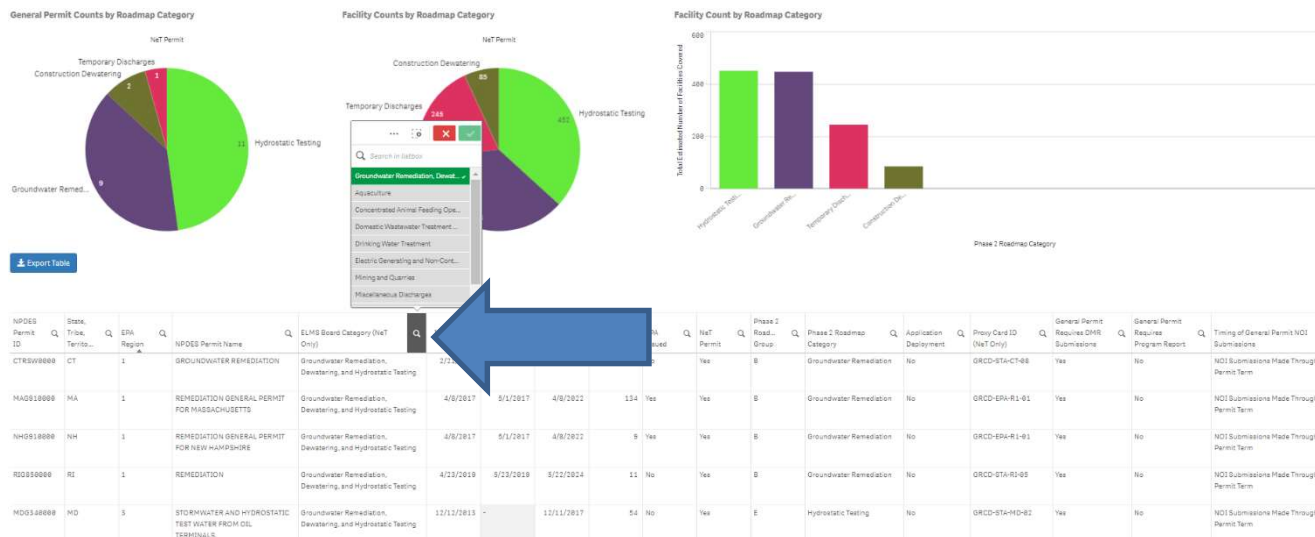 General Permit Counts by Roadmap Category
NeT Permit
Temporary Discharges
Construction Dewatering
1
2
9
11
Hydrostatic Testing
Groundwater Remed...
Facility Counts by Roadmap Category
NeT Permit
Construction Dewatering
Temporary Discharges
Hydrostatic Testing
Search in listbox
Groundwater Remediation, Dewat...
Aquaculture
Concentrated Animal Feeding Ope...
Domestic Wastewater Treatment...
Drinking Water Treatment
Electric Generating and Non-Cont...
Mining and Quarries
Miscellaneous Discharges
Facility Count by Roadmap Category
Total Estimated Number of Facilities Covered
600
400
200
0
Hydrostatic Testi...
Groundwater Re...
Temporary Disch...
Construction De...
Phase 2 Roadmap Category
Export Table
NPDES Permit ID
State, Tribe, Territo...
EPA Region
NPDES Permit Name
ELMS Board Category (NeT Only)
NeT Permit
Phase 2 Road... Group
Phase 2 Roadmap Category
Application Deployment
Proxy Card ID (NeT Only)
General Permit Requires DMR Submissions
General Permit Requires Program Report
Timing of General Permit NOI Submissions
CT
1
GROUNDWATER REMEDIATION
Groundwater Remediation,
Dewatering, and Hydrostatic Testing
Yes
B
Groundwater Remediation
No
GRCD-STA-CT-08
Yes
No
NOI Submissions Made Through
Permit Term
MAG910000
MA
1
REMEDIATION GENERAL PERMIT
FOR MASSACHUSETTS
Groundwater Remediation,
Dewatering, and Hydrostatic Testing
4/8/2017
5/1/2017
4/8/2022
134
Yes
Yes
B
Groundwater Remediation
No
GRCD-EPA-R1-01
Yes
No
NOI Submissions Made Through
Permit Term
NHG910000
NH
1
REMEDIATION GENERAL PERMIT
FOR NEW HAMPSHIRE
Groundwater Remediation,
Dewatering, and Hydrostatic Testing
4/8/2017
5/1/2017
4/8/2022
9
Yes
Yes
B
Groundwater Remediation
No
GRCD-EPA-R1-01
Yes
No
NOI Submissions Made Through
Permit Term
RIG850000
RI
1
REMEDIATION
Groundwater Remediation,
Dewatering, and Hydrostatic Testing
4/23/2019
5/23/2019
5/22/2024
11
No
Yes
B
Groundwater Remediation
No
GRCD-STA-RI-05
Yes
No
NOI Submissions Made Through
Permit Term
MDG340000
MD
3
STORMWATER AND HYDROSTATIC
TEST WATER FROM OIL
TERMINALS
Groundwater Remediation,
Dewatering, and Hydrostatic Testing
12/12/2013
-
12/11/2017
54
No
Yes
E
Hydrostatic Testing
No
GRCD-STA-MD-02
Yes
No
NOI Submissions Made Through
Permit Term